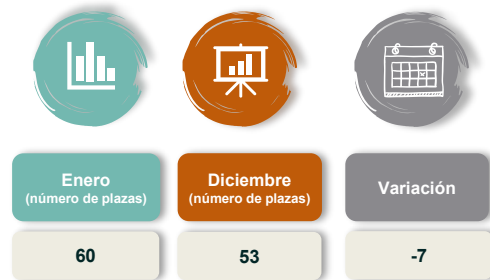 Enero
(número de plazas)
Diciembre
(número de plazas)
Variación
60
53
-7